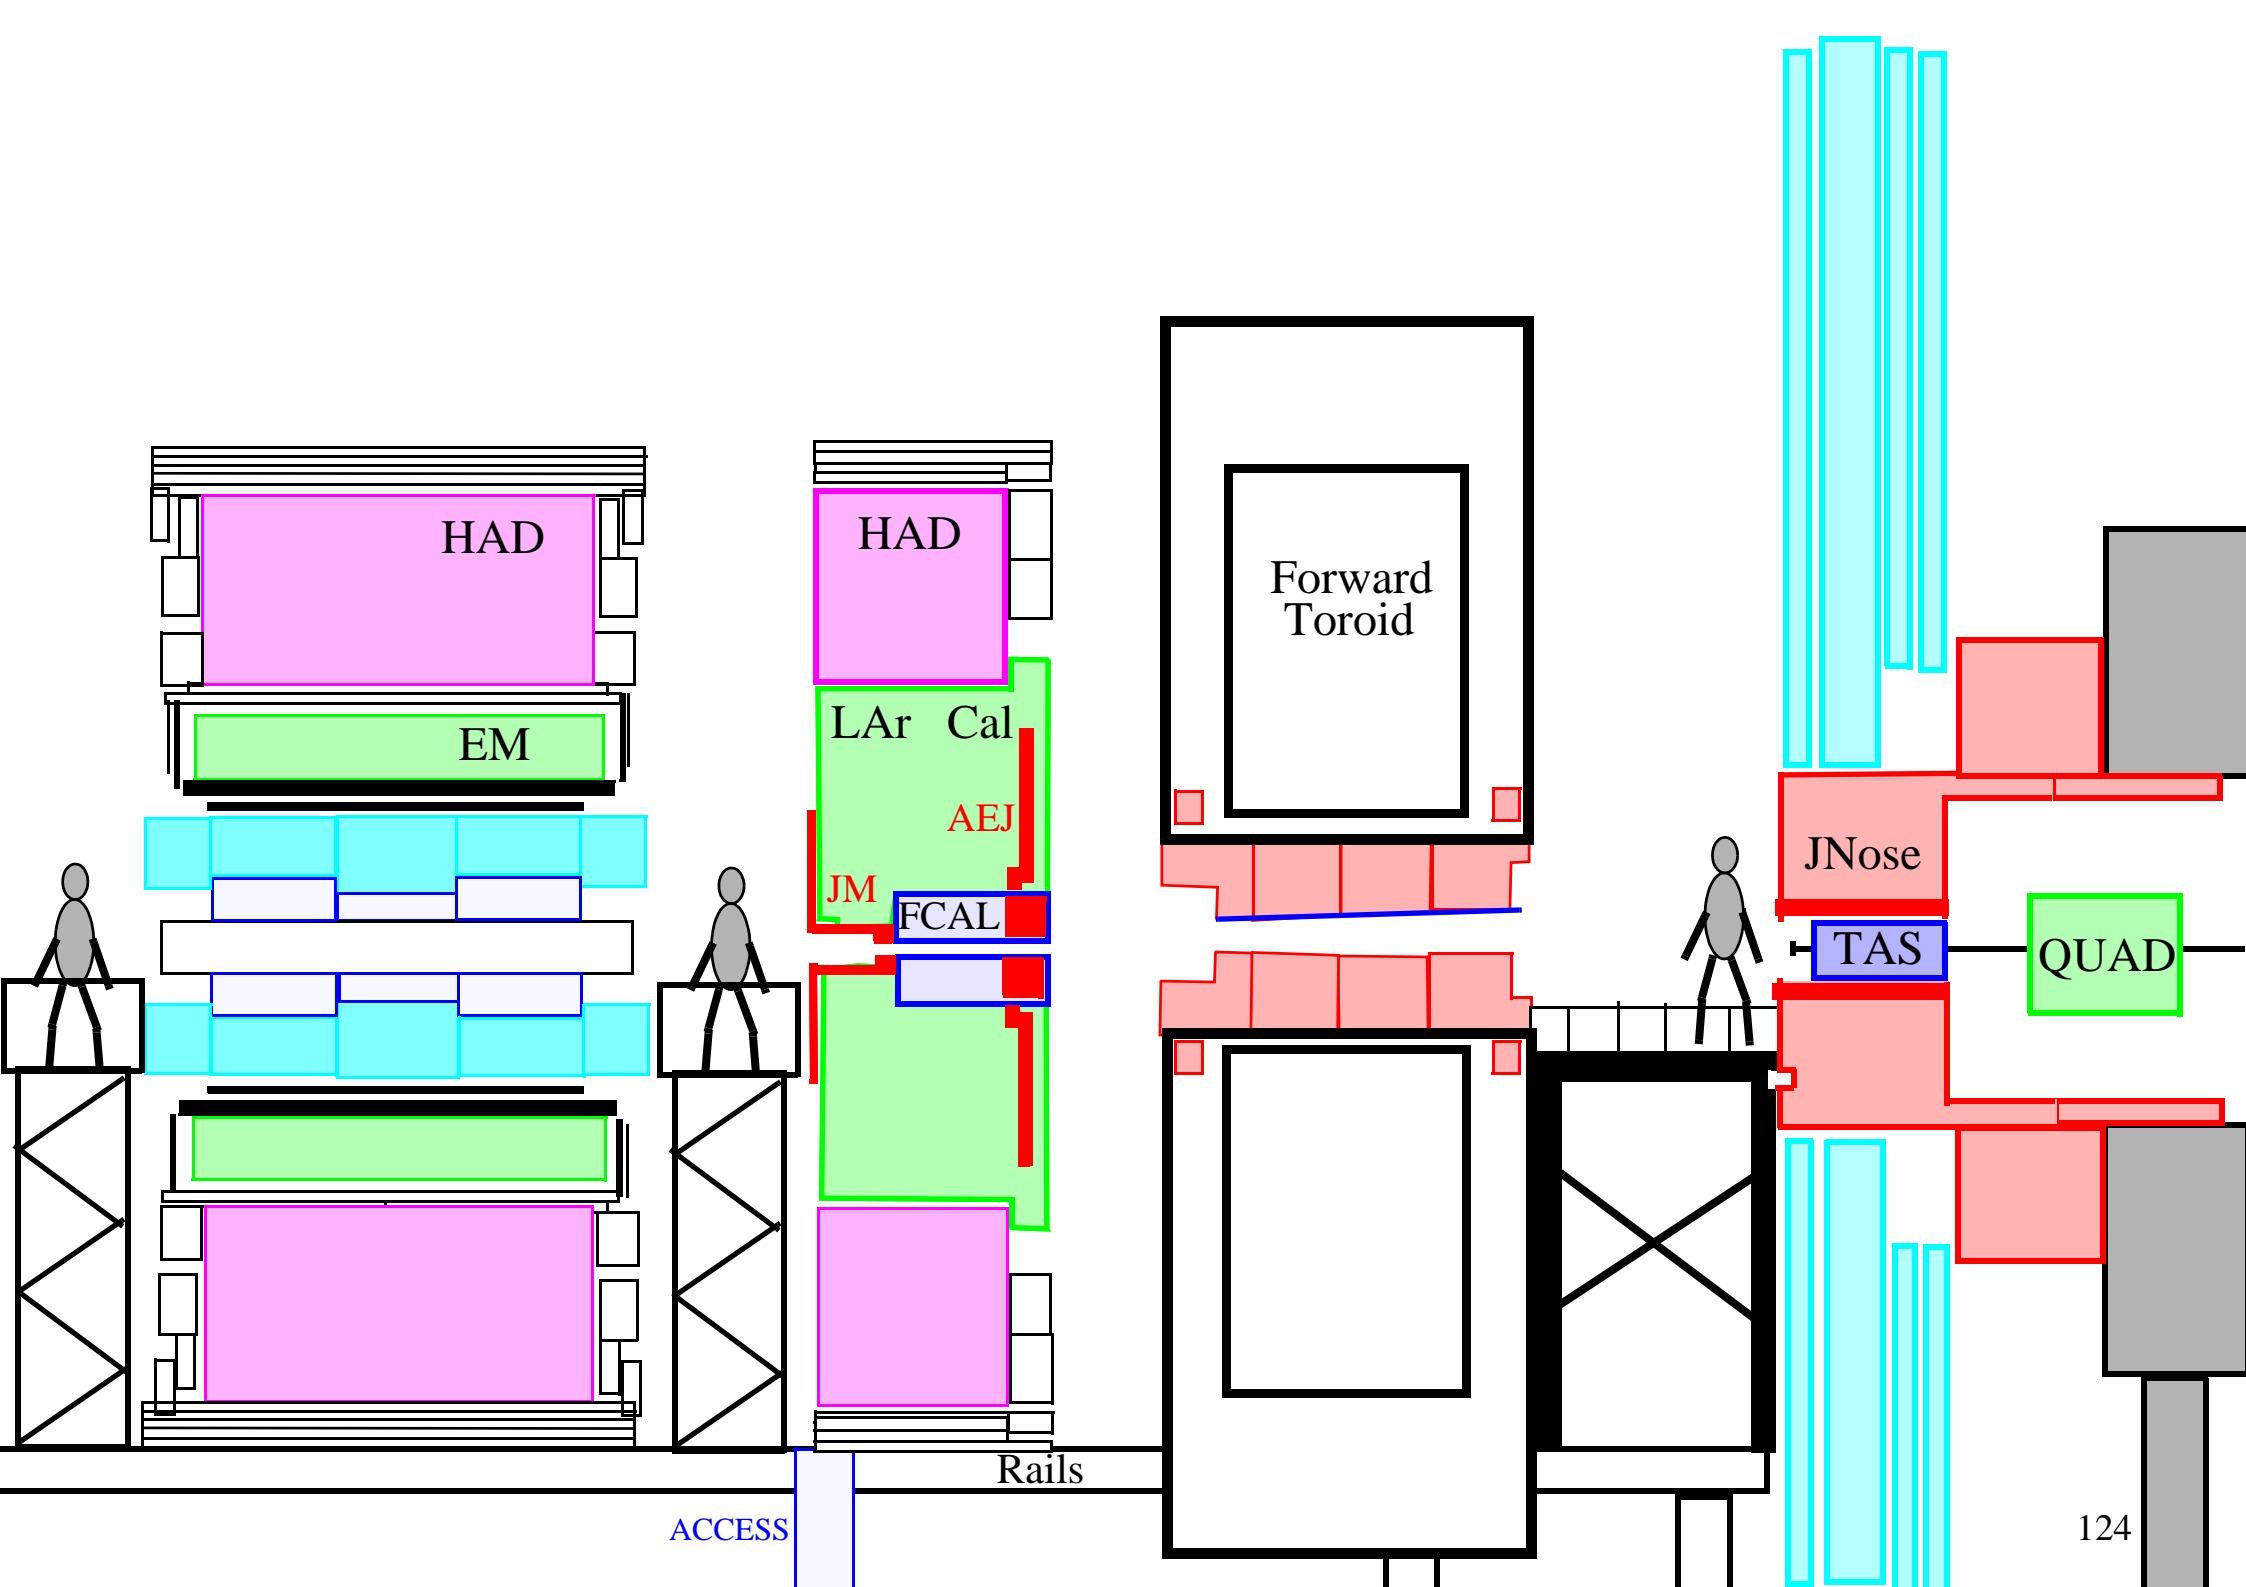 HAD
HAD
Forward
Toroid
LAr Cal
EM
AEJ
JM
FCAL
JNose
TAS
QUAD
Rails
ACCESS
124